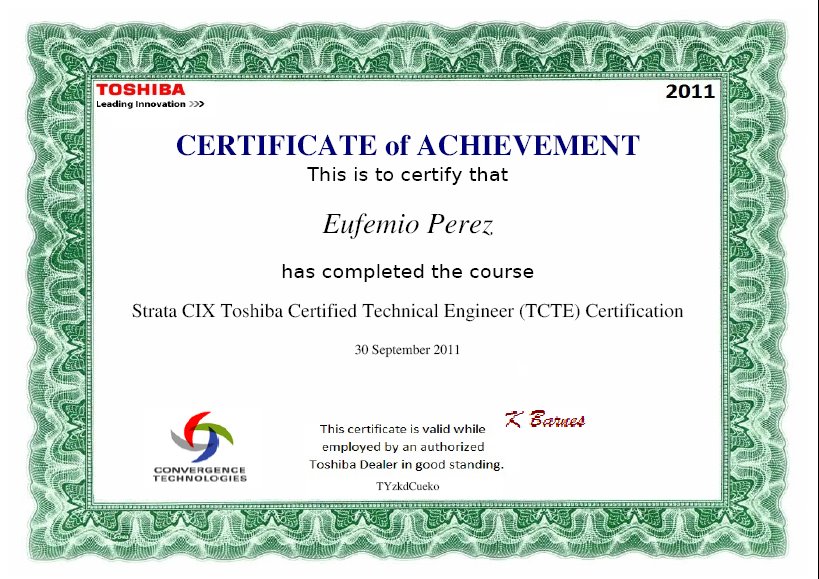 TOSHIBA
2011
Leading Innovation >>>
CERTIFICATE of ACHIEVEMENT
This is to certify that
Eufemio Perez
has completed the course
Strata CIX Toshiba Certified Technical Engineer (TCTE) Certification
30 September 2011
K Barnes
This certificate is valid while
employed by an authorized
Toshiba Dealer in good standing.
CONVERGENCE
TECHNOLOGIES
TYzkdCueko